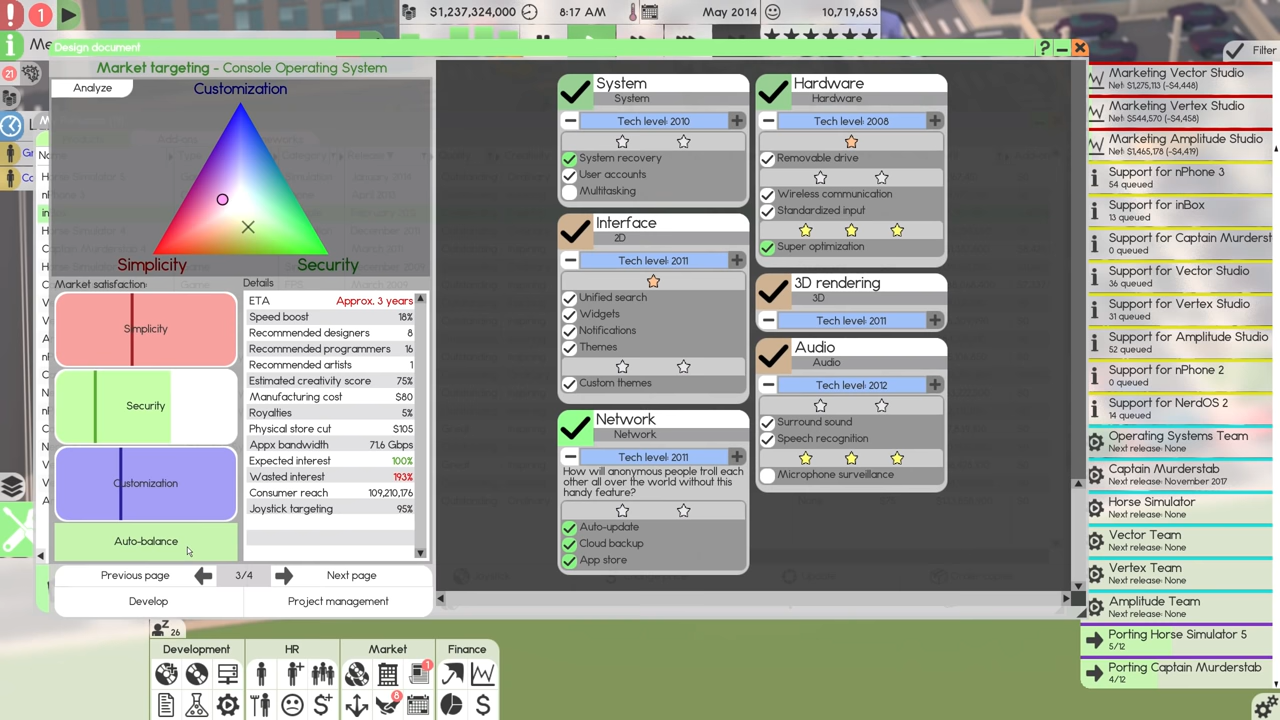 1
$1,237,324,000
8:17 AM
May 2014
10,719,653
Design document
Market targeting - Console Operating System
Analyze
Customization
Simplicity
Security
Market satisfaction
Simplicity
Security
Customization
Auto-balance
Details
ETA Approx. 3 years
Speed boost 18%
Recommended designers 8
Recommended programmers 16
Recommended artists 1
Estimated creativity score 75%
Manufacturing cost $80
Royalties 5%
Physical store cut $105
Appx bandwidth 71.6 Gbps
Expected interest 100%
Wasted interest 193%
Consumer reach 109,210,176
Joystick targeting 95%
Previous page
3/4
Next page
Develop
Project management
System
System
Tech level: 2010
System recovery
User accounts
Multitasking
Interface
2D
Tech level: 2011
Unified search
Widgets
Notifications
Themes
Custom themes
Network
Network
Tech level: 2011
How will anonymous people troll each
other all over the world without this
handy feature?
Auto-update
Cloud backup
App store
Hardware
Hardware
Tech level: 2008
Removable drive
Wireless communication
Standardized input
Super optimization
3D rendering
3D
Tech level: 2011
Audio
Audio
Tech level: 2012
Surround sound
Speech recognition
Microphone surveillance
Filter
Marketing Vector Studio
Net: $1,275,113 (-$4,448)
Marketing Vertex Studio
Net: $544,570 (-$4,458)
Marketing Amplitude Studio
Net: $1,465,178 (-$4,419)
Support for nPhone 3
54 queued
Support for inBox
13 queued
Support for Captain Murderst
0 queued
Support for Vector Studio
36 queued
Support for Vertex Studio
31 queued
Support for Amplitude Studio
52 queued
Support for nPhone 2
0 queued
Support for NerdOS 2
14 queued
Operating Systems Team
Next release: None
Captain Murderstab
Next release: November 2017
Horse Simulator
Next release: None
Vector Team
Next release: None
Vertex Team
Next release: None
Amplitude Team
Next release: None
Porting Horse Simulator 5
5/12
Porting Captain Murderstab
4/12
21
26
Development
HR
Market
Finance
1
8